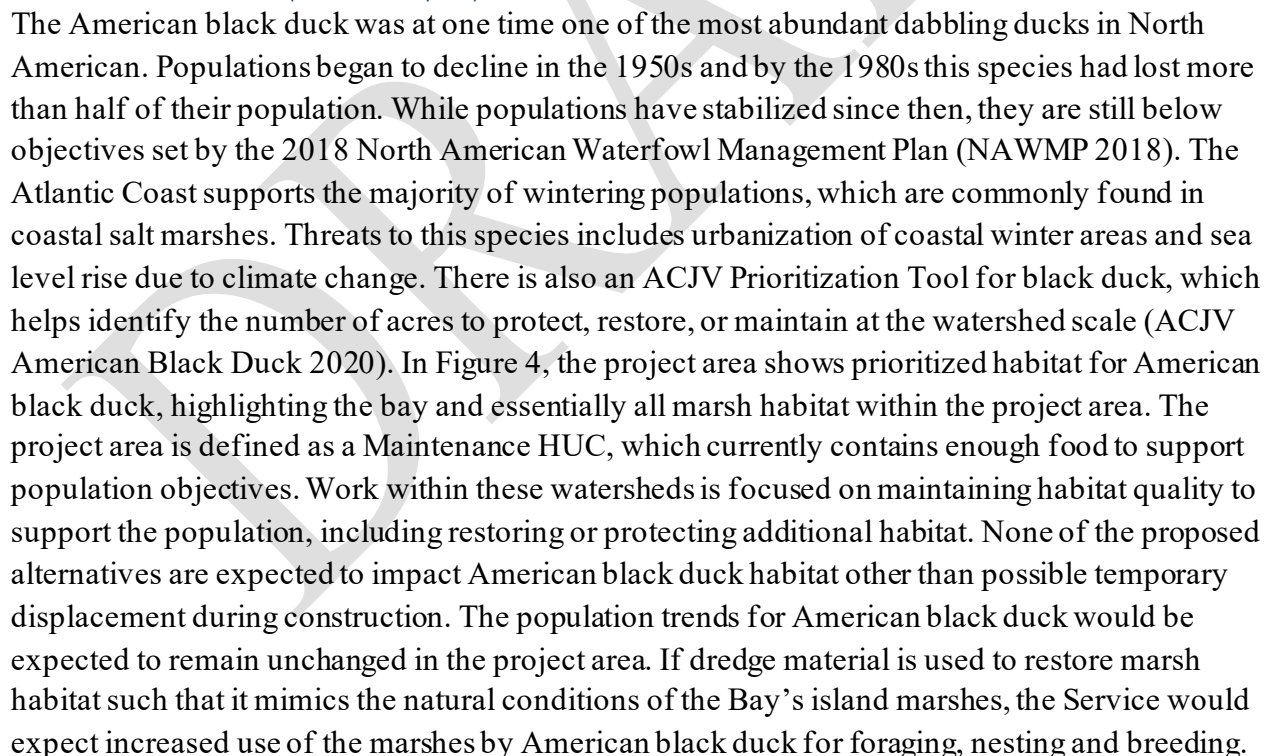 The American black duck was at one time one of the most abundant dabbling ducks in North
American. Populations began to decline in the 1950s and by the 1980s this species had lost more
than half of their population. While populations have stabilized since then, they are still below
objectives set by the 2018 North American Waterfowl Management Plan (NAWMP 2018). The
Atlantic Coast supports the majority of wintering populations, which are commonly found in
coastal salt marshes. Threats to this species includes urbanization of coastal winter areas and sea
level rise due to climate change. There is also an ACJV Prioritization Tool for black duck, which
helps identify the number of acres to protect, restore, or maintain at the watershed scale (ACJV
American Black Duck 2020). In Figure 4, the project area shows prioritized habitat for American
black duck, highlighting the bay and essentially all marsh habitat within the project area. The
project area is defined as a Maintenance HUC, which currently contains enough food to support
population objectives. Work within these watersheds is focused on maintaining habitat quality to
support the population, including restoring or protecting additional habitat. None of the proposed
alternatives are expected to impact American black duck habitat other than possible temporary
displacement during construction. The population trends for American black duck would be
expected to remain unchanged in the project area. If dredge material is used to restore marsh
habitat such that it mimics the natural conditions of the Bay’s island marshes, the Service would
expect increased use of the marshes by American black duck for foraging, nesting and breeding.